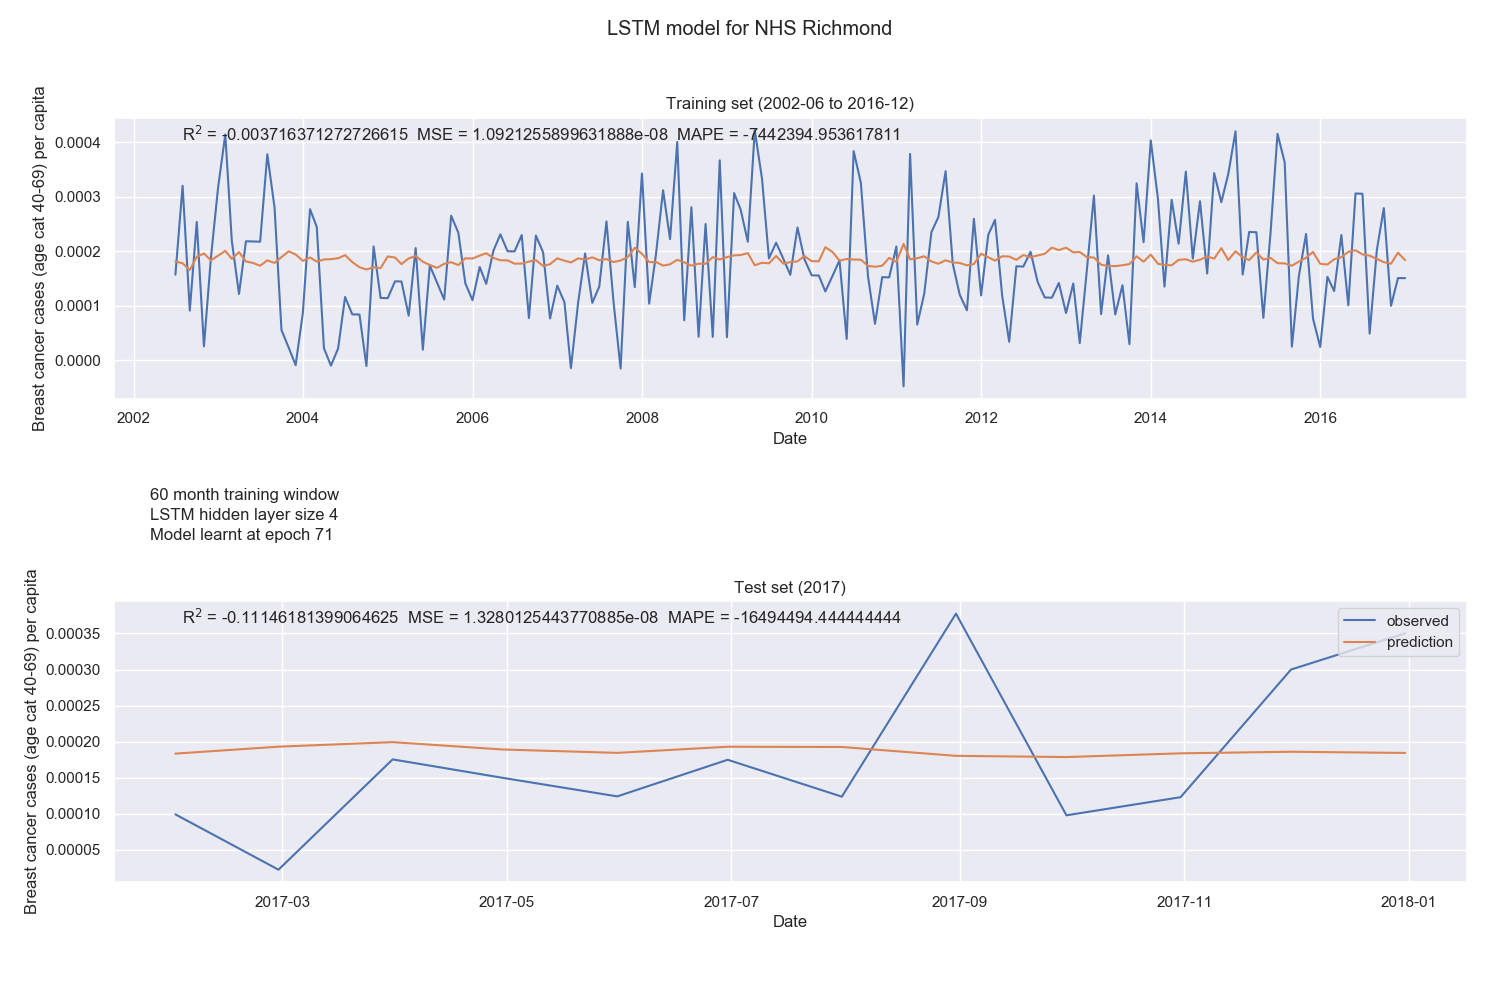 LSTM model for NHS Richmond
Training set (2002-06 to 2016-12)
R² = -0.003716371272726615 MSE = 1.0921255899631888e-08 MAPE = -7442394.953617811
Breast cancer cases (age cat 40-69) per capita
0.0004
0.0003
0.0002
0.0001
0.0000
2002 2004 2006 2008 2010 2012 2014 2016
Date
60 month training window
LSTM hidden layer size 4
Model learnt at epoch 71
Test set (2017)
R² = -0.11146181399064625 MSE = 1.3280125443770885e-08 MAPE = -16494494.444444444
observed
prediction
Breast cancer cases (age cat 40-69) per capita
0.00035
0.00030
0.00025
0.00020
0.00015
0.00010
0.00005
2017-03 2017-05 2017-07 2017-09 2017-11 2018-01
Date